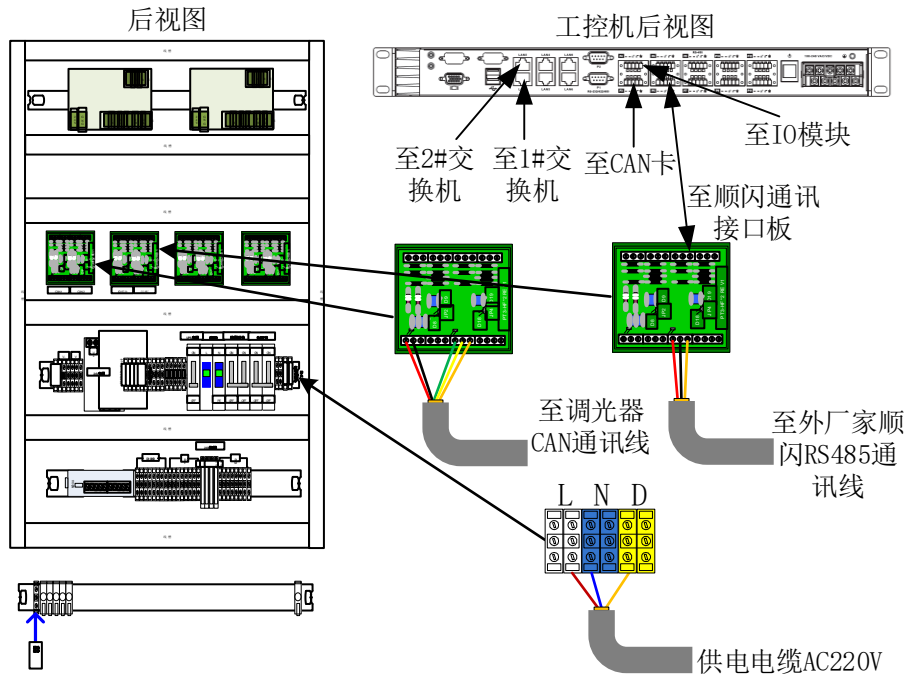 后视图
工控机后视图
至2#交
换机
至1#交
换机
至CAN卡
至IO模块
至顺闪通讯
接口板
至调光器
CAN通讯线
至外厂家顺
闪RS485通
讯线
L N D
供电电缆AC220V